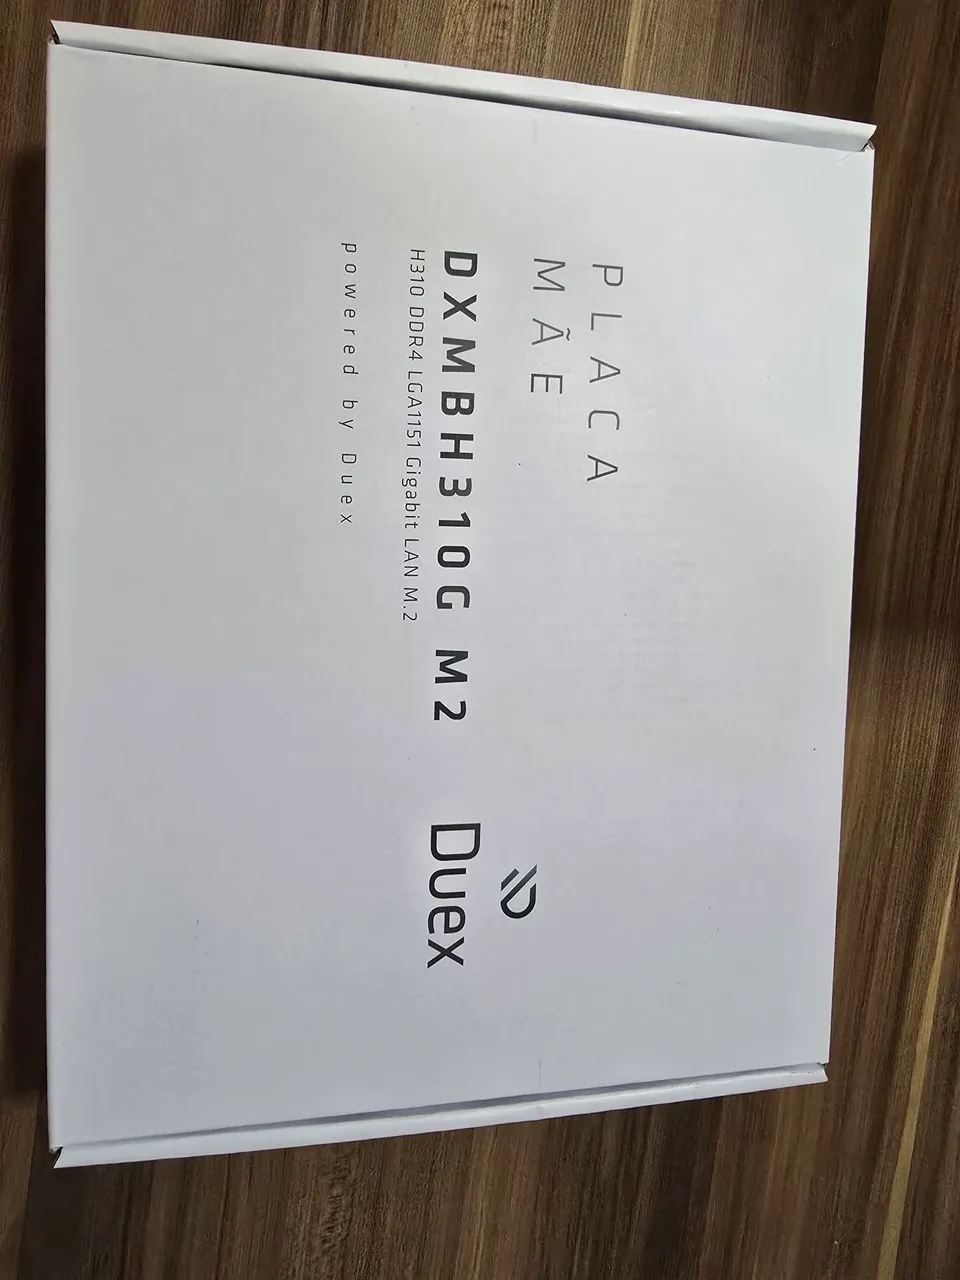 PLACA
MÃE
DXMBH310G M2
H310 DDR4 LGA1151 Gigabit LAN M.2
powered by Duex
Duex